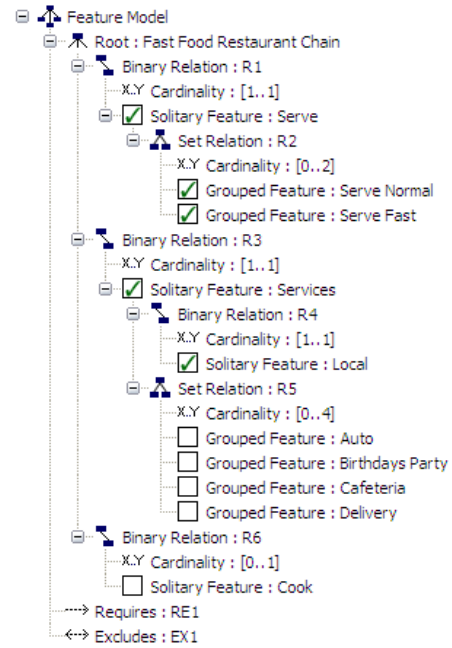 Feature Model
Root : Fast Food Restaurant Chain
Binary Relation : R1
X..Y Cardinality : [1..1]
Solitary Feature : Serve
Set Relation : R2
X..Y Cardinality : [0..2]
Grouped Feature : Serve Normal
Grouped Feature : Serve Fast
Binary Relation : R3
X..Y Cardinality : [1..1]
Solitary Feature : Services
Binary Relation : R4
X..Y Cardinality : [1..1]
Solitary Feature : Local
Set Relation : R5
X..Y Cardinality : [0..4]
Grouped Feature : Auto
Grouped Feature : Birthdays Party
Grouped Feature : Cafeteria
Grouped Feature : Delivery
Binary Relation : R6
X..Y Cardinality : [0..1]
Solitary Feature : Cook
Requires : RE1
Excludes : EX1